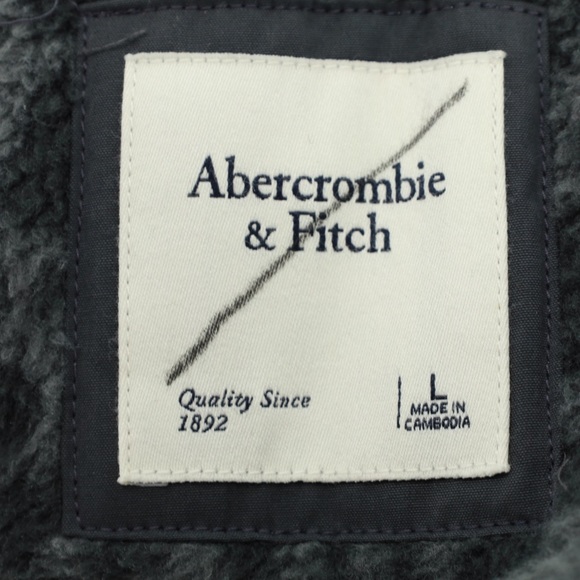 Abercrombie
& Fitch
Quality Since
1892
L
MADE IN
CAMBODIA